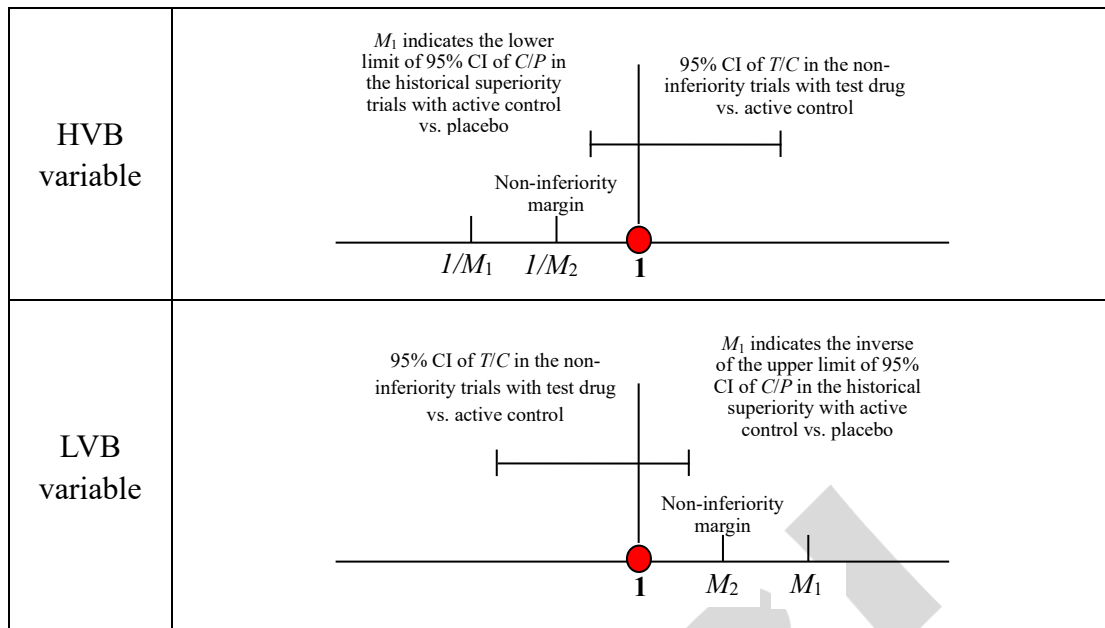 HVB
variable
M₁ indicates the lower
limit of 95% CI of C/P in
the historical superiority
trials with active control
vs. placebo
95% CI of T/C in the non-
inferiority trials with test drug
vs. active control
Non-inferiority
margin
1/M₁
1/M₂
1
LVB
variable
95% CI of T/C in the non-
inferiority trials with test drug
vs. active control
M₁ indicates the inverse
of the upper limit of 95%
CI of C/P in the historical
superiority with active
control vs. placebo
Non-inferiority
margin
1
M₂
M₁